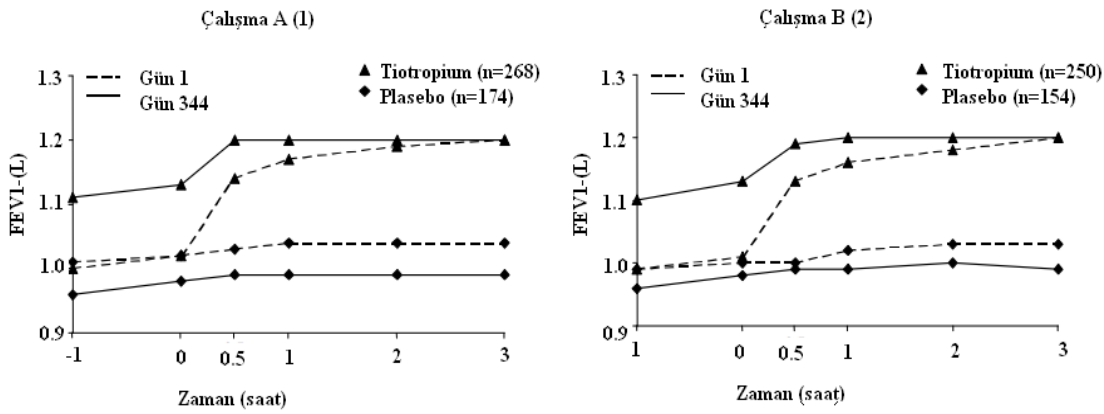 Çalışma A (1)
Gün 1
Gün 344
Tiotropium (n=268)
Plasebo (n=174)
FEV1-(L)
1.3
1.2
1.1
1.0
0.9
-1
0
0.5
1
2
3
Zaman (saat)
Çalışma B (2)
Gün 1
Gün 344
Tiotropium (n=250)
Plasebo (n=154)
FEV1-(L)
1.3
1.2
1.1
1.0
0.9
1
0
0.5
1
2
3
Zaman (saat)